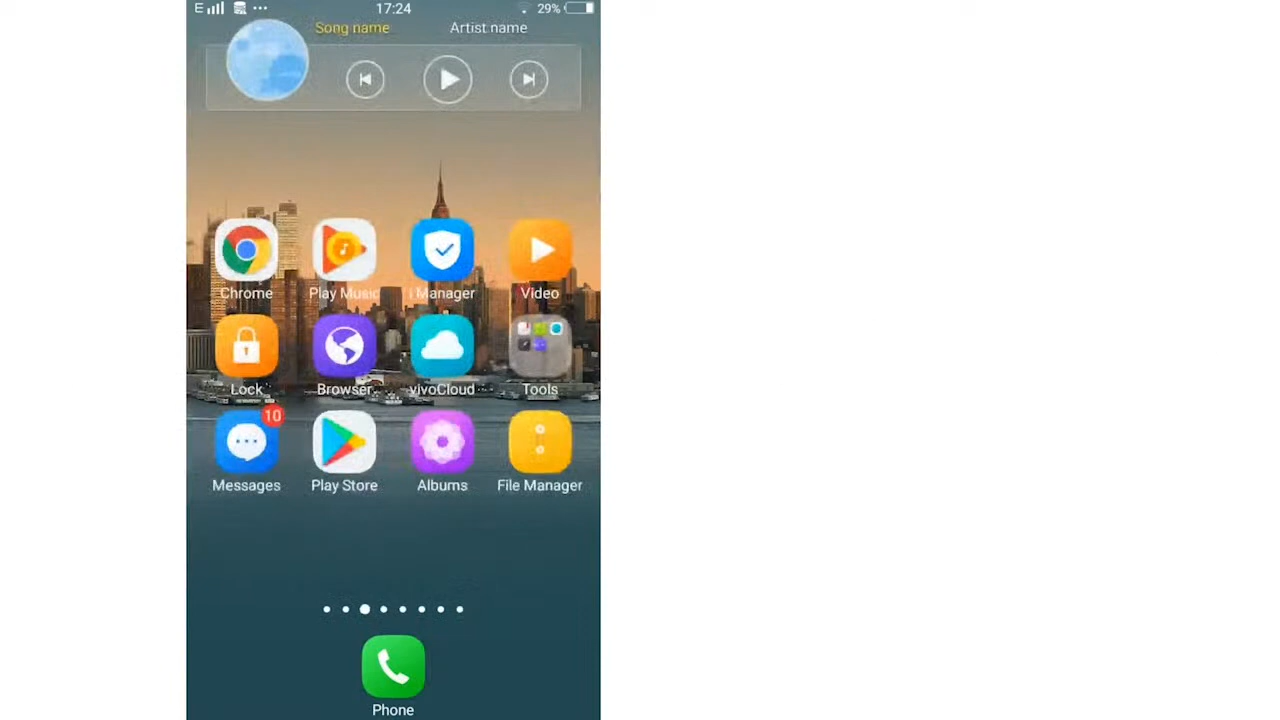 E 17:24 29%
Song name Artist name
Chrome Play Music i Manager Video
Lock Browser vivoCloud Tools
10
Messages Play Store Albums File Manager
Phone